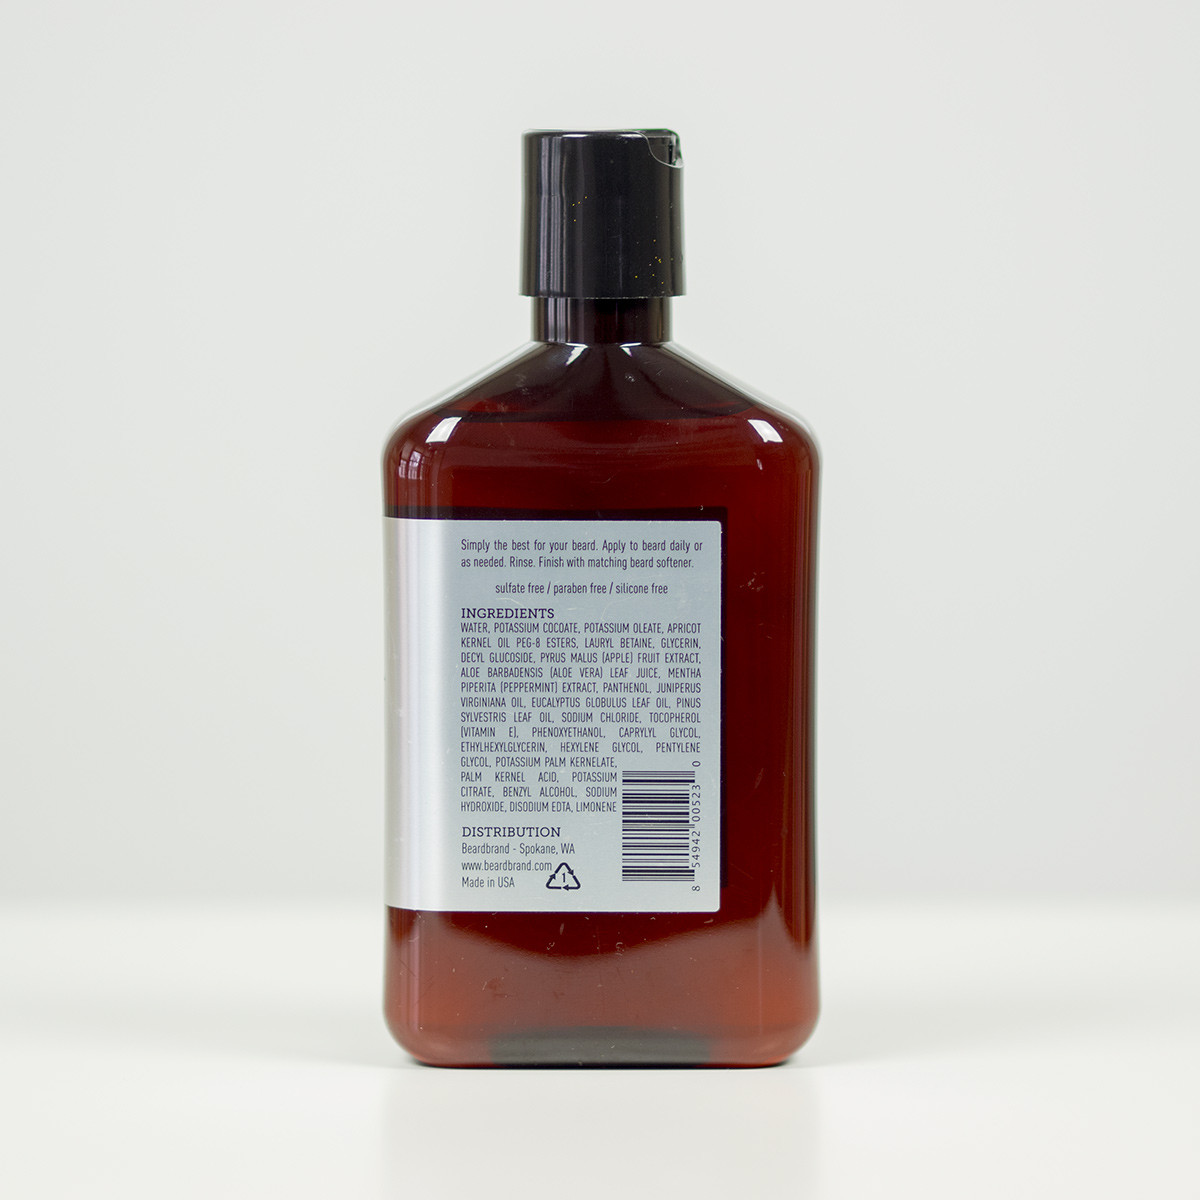 Simply the best for your beard. Apply to beard daily or
as needed. Rinse. Finish with matching beard softener.
sulfate free / paraben free / silicone free
INGREDIENTS
WATER, POTASSIUM COCOATE, POTASSIUM OLEATE, APRICOT
KERNEL OIL PEG-8 ESTERS, LAURYL BETAINE, GLYCERIN,
DECYL GLUCOSIDE, PYRUS MALUS (APPLE) FRUIT EXTRACT,
ALOE BARBADENSIS (ALOE VERA) LEAF JUICE, MENTHA
PIPERITA (PEPPERMINT) EXTRACT, PANTHENOL, JUNIPERUS
VIRGINIANA OIL, EUCALYPTUS GLOBULUS LEAF OIL, PINUS
SYLVESTRIS LEAF OIL, SODIUM CHLORIDE, TOCOPHEROL
(VITAMIN E), PHENOXYETHANOL, CAPRYLYL GLYCOL,
ETHYLHEXYLGLYCERIN, HEXYLENE GLYCOL, PENTYLENE
GLYCOL, POTASSIUM PALM KERNELATE,
PALM KERNEL ACID, POTASSIUM
CITRATE, BENZYL ALCOHOL, SODIUM
HYDROXIDE, DISODIUM EDTA, LIMONENE
8 54942 00523 0
DISTRIBUTION
Beardbrand - Spokane, WA
www.beardbrand.com
Made in USA
1